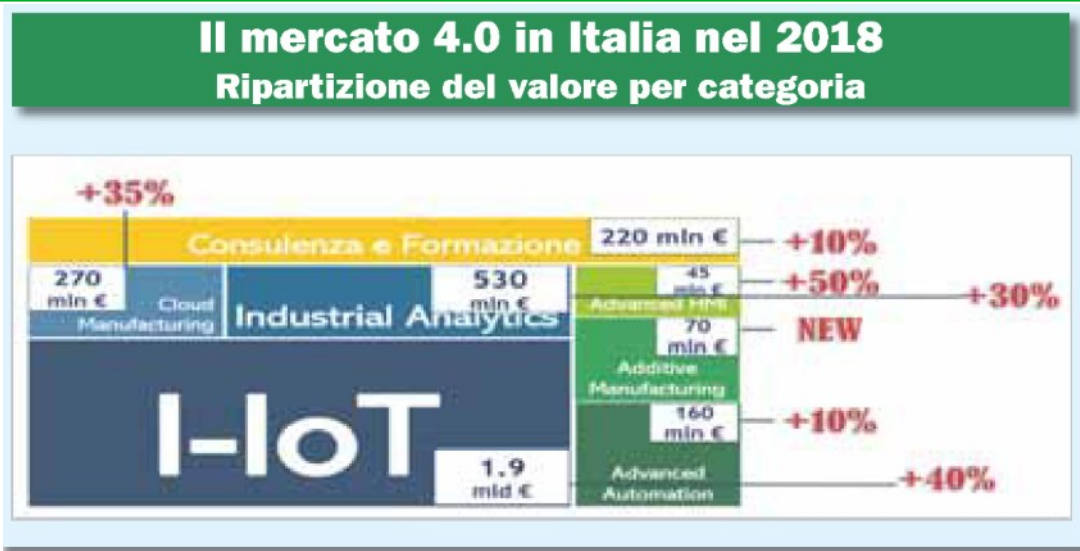 Il mercato 4.0 in Italia nel 2018
Ripartizione del valore per categoria
+35%
Consulenza e Formazione
220 mln €
+10%
270
mln €
Cloud
Manufacturing
530
mln €
Industrial Analytics
+30%
45
mln €
Advanced HMI
+50%
70
mln €
Additive
Manufacturing
NEW
160
mln €
Advanced
Automation
+10%
I-IoT
1.9
mld €
+40%